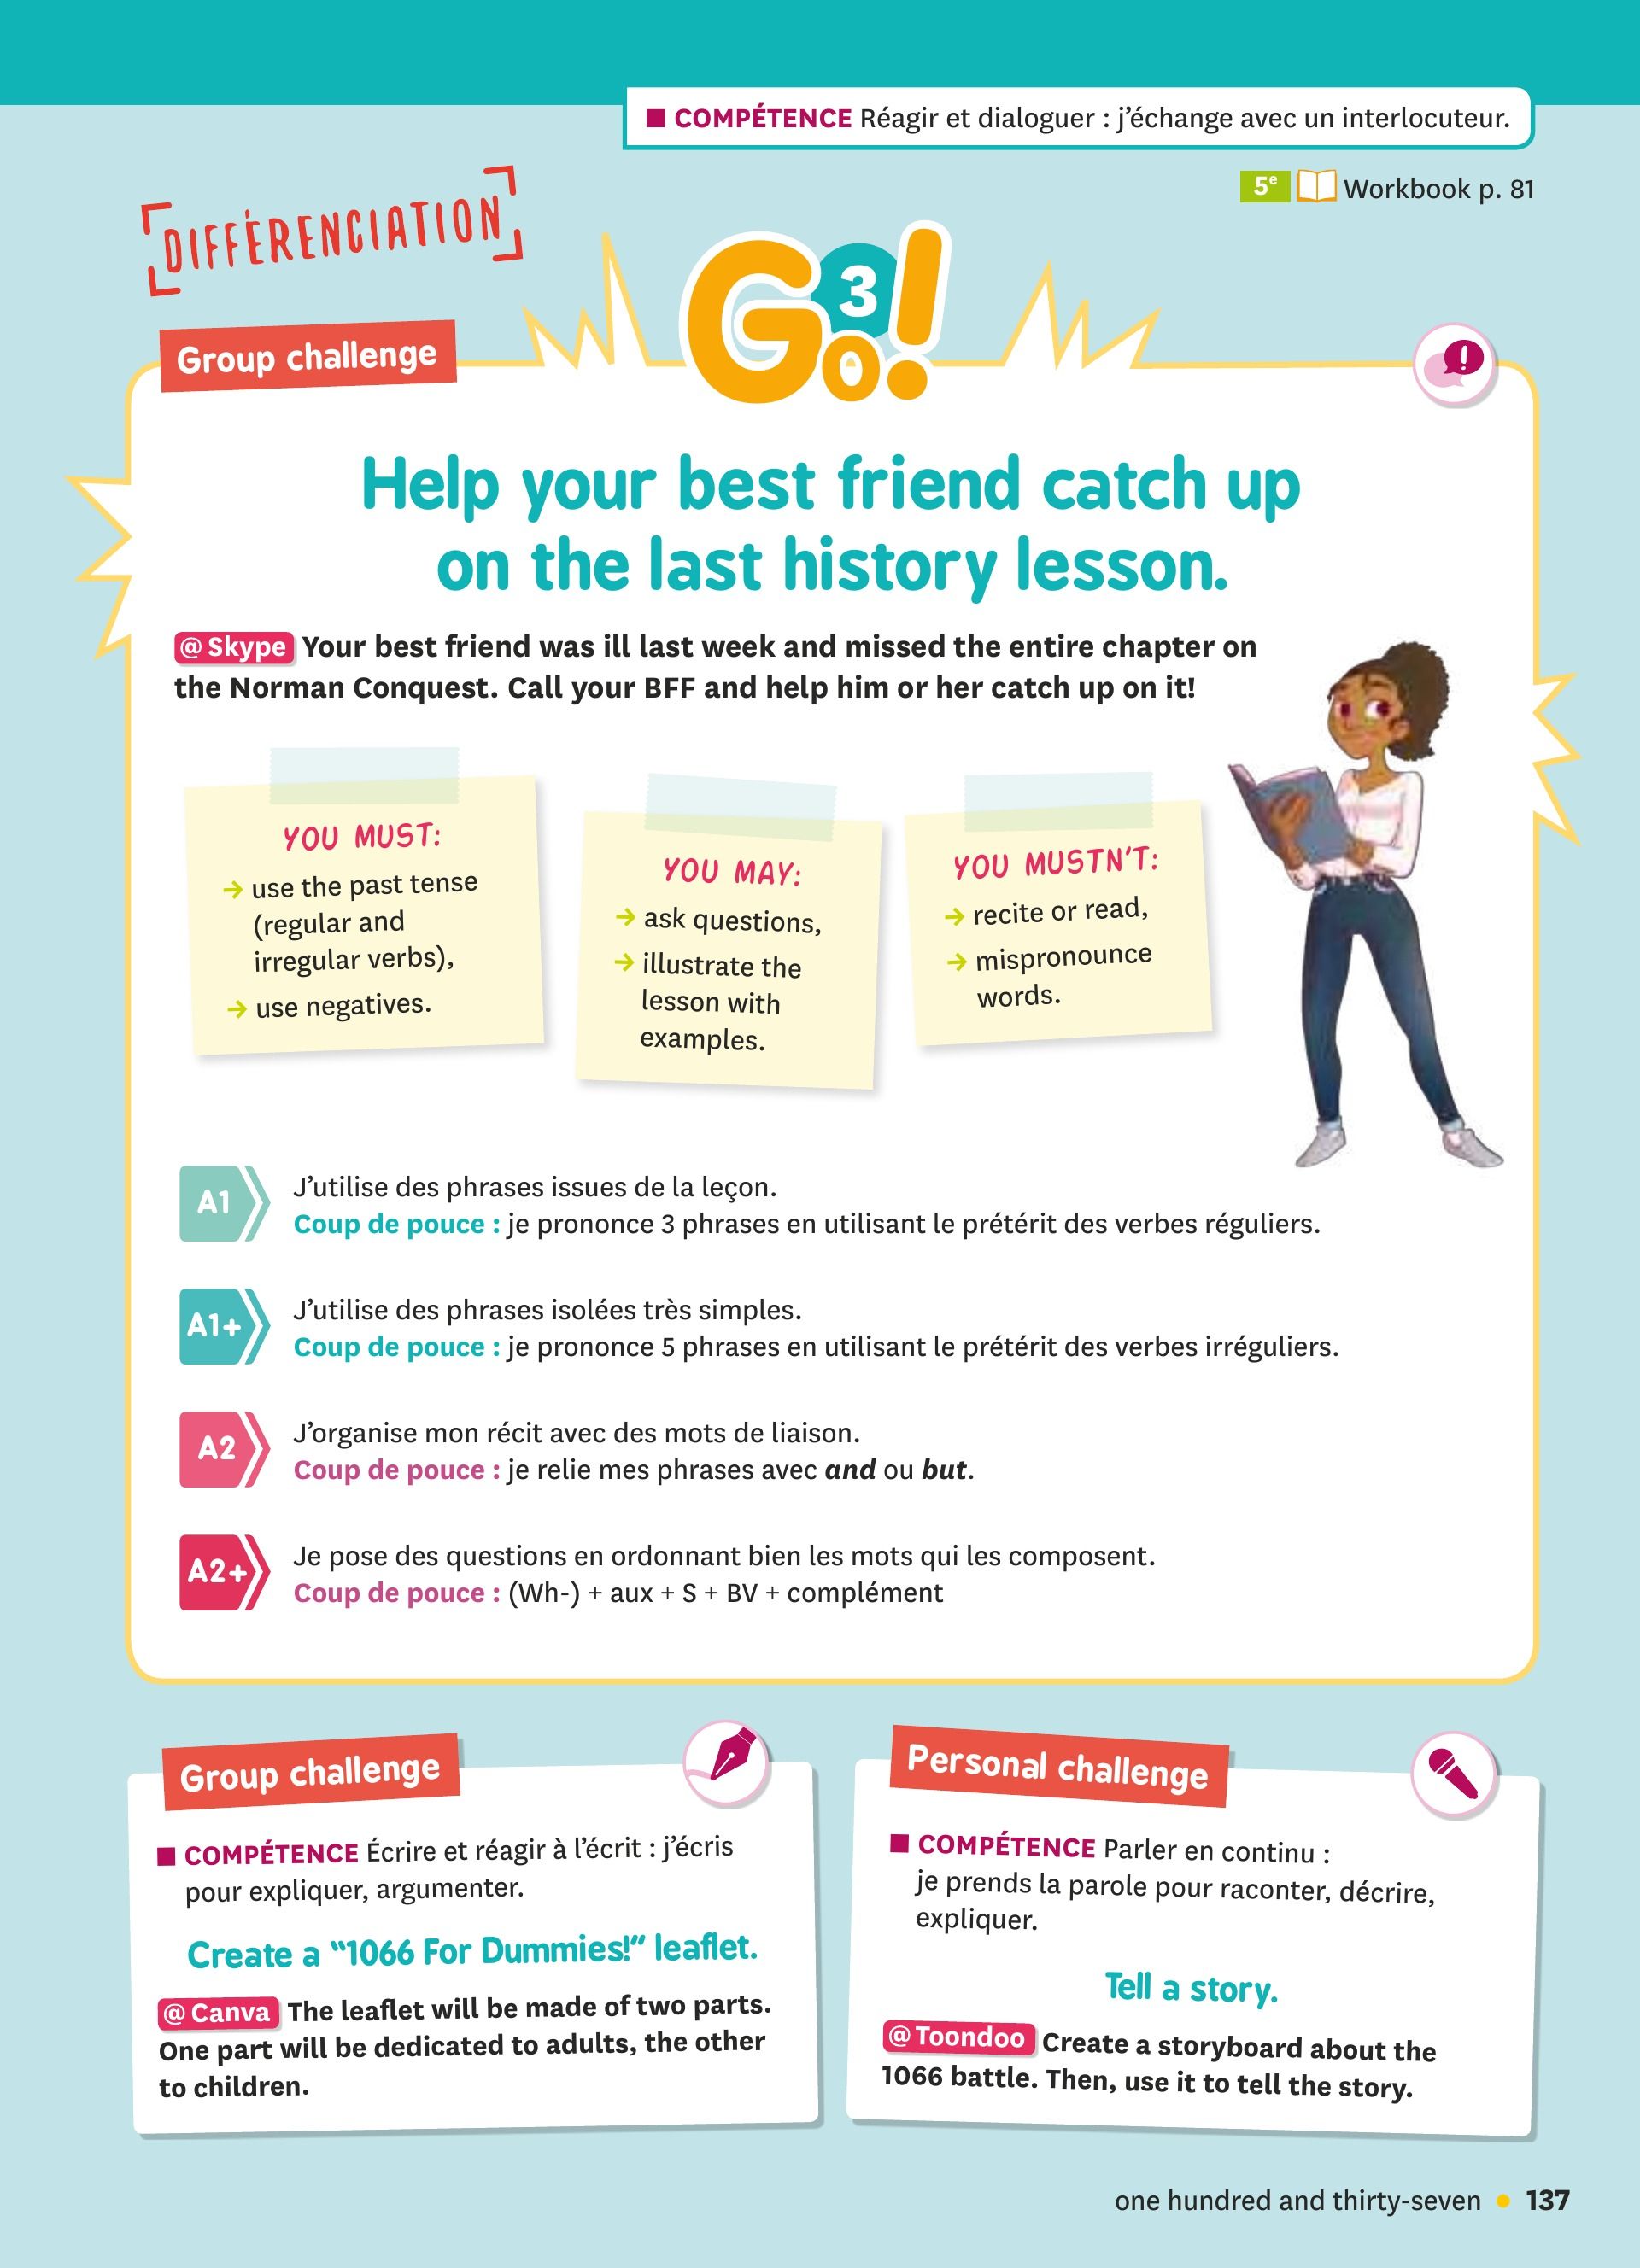 ■ COMPÉTENCE Réagir et dialoguer : j'échange avec un interlocuteur.
5e Workbook p. 81
DIFFÉRENCIATION
Go! 3
Group challenge
Help your best friend catch up
on the last history lesson.
@ Skype Your best friend was ill last week and missed the entire chapter on
the Norman Conquest. Call your BFF and help him or her catch up on it!
YOU MUST:
→ use the past tense
(regular and
irregular verbs),
→ use negatives.
YOU MAY:
→ ask questions,
→ illustrate the
lesson with
examples.
YOU MUSTN'T:
→ recite or read,
→ mispronounce
words.
A1
J'utilise des phrases issues de la leçon.
Coup de pouce : je prononce 3 phrases en utilisant le prétérit des verbes réguliers.
A1+
J'utilise des phrases isolées très simples.
Coup de pouce : je prononce 5 phrases en utilisant le prétérit des verbes irréguliers.
A2
J'organise mon récit avec des mots de liaison.
Coup de pouce : je relie mes phrases avec and ou but.
A2+
Je pose des questions en ordonnant bien les mots qui les composent.
Coup de pouce : (Wh-) + aux + S + BV + complément
Group challenge
■ COMPÉTENCE Écrire et réagir à l'écrit : j'écris
pour expliquer, argumenter.
Create a "1066 For Dummies!" leaflet.
@ Canva The leaflet will be made of two parts.
One part will be dedicated to adults, the other
to children.
Personal challenge
■ COMPÉTENCE Parler en continu :
je prends la parole pour raconter, décrire,
expliquer.
Tell a story.
@ Toondoo Create a storyboard about the
1066 battle. Then, use it to tell the story.
one hundred and thirty-seven • 137